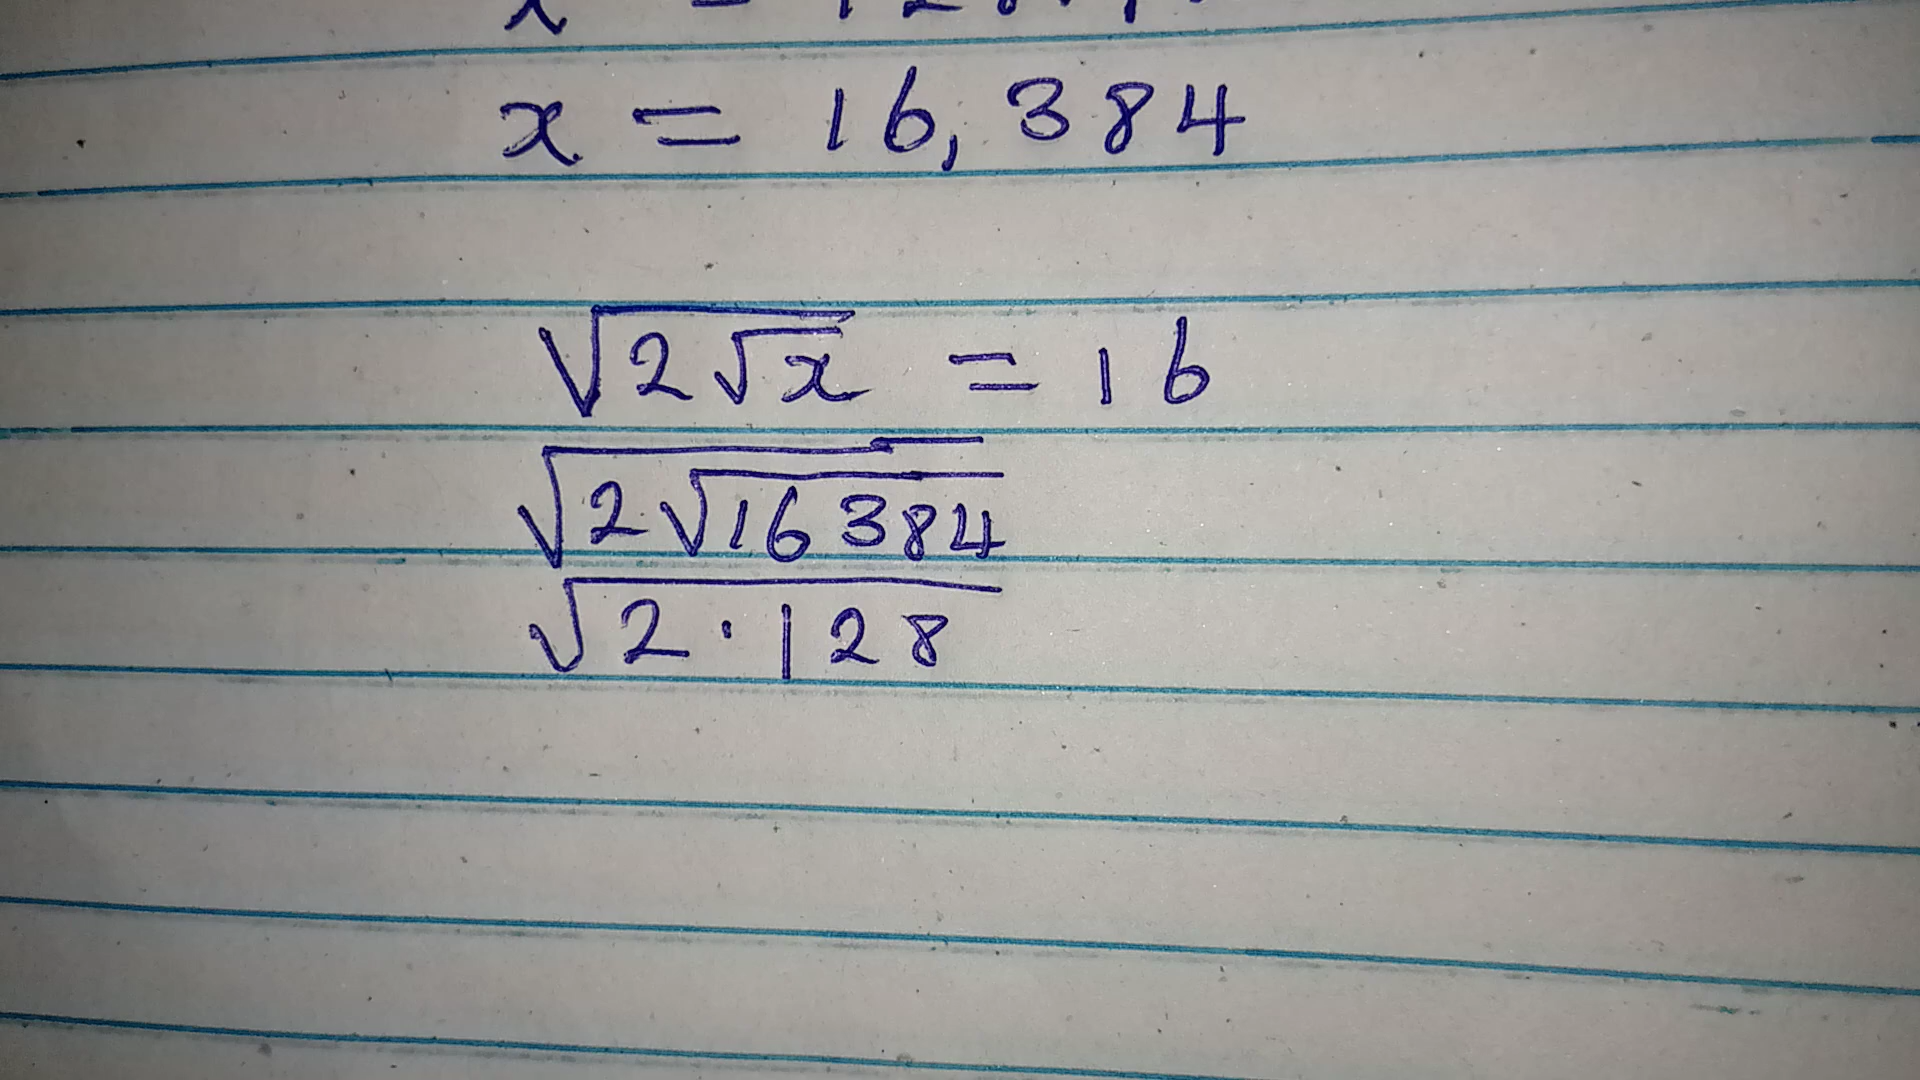 x = 16,384
√2√x = 16
√2√16384
√2·128